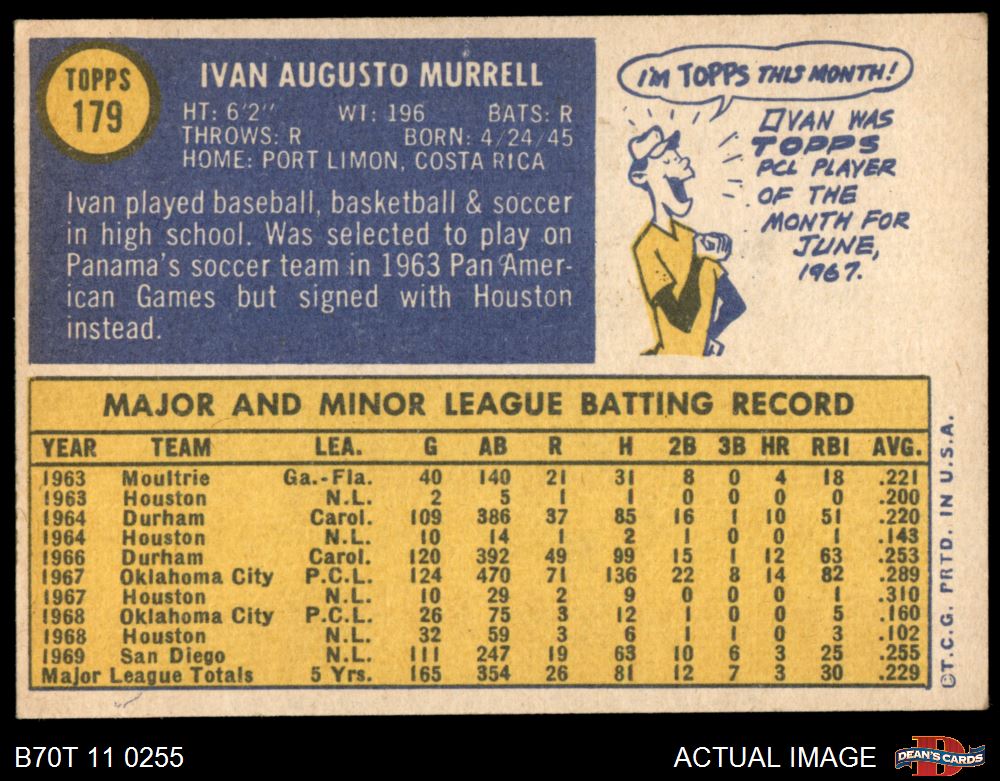 TOPPS
179
IVAN AUGUSTO MURRELL
HT: 6'2" WT: 196 BATS: R
THROWS: R BORN: 4/24/45
HOME: PORT LIMON, COSTA RICA
Ivan played baseball, basketball & soccer
in high school. Was selected to play on
Panama's soccer team in 1963 Pan Amer-
ican Games but signed with Houston
instead.
I'M TOPPS THIS MONTH!
IVAN WAS
TOPPS
PCL PLAYER
OF THE
MONTH FOR
JUNE,
1967.
MAJOR AND MINOR LEAGUE BATTING RECORD
YEAR TEAM LEA. G AB R H 2B 3B HR RBI AVG.
1963 Moultrie Ga.-Fla. 40 140 21 31 8 0 4 18 .221
1963 Houston N.L. 2 5 1 1 0 0 0 0 .200
1964 Durham Carol. 109 386 37 85 16 1 10 51 .220
1964 Houston N.L. 10 14 1 2 1 0 0 1 .143
1966 Durham Carol. 120 392 49 99 15 1 12 63 .253
1967 Oklahoma City P.C.L. 124 470 71 136 22 8 14 82 .289
1967 Houston N.L. 10 29 2 9 0 0 0 1 .310
1968 Oklahoma City P.C.L. 26 75 3 12 1 0 0 5 .160
1968 Houston N.L. 32 59 3 6 1 1 0 3 .102
1969 San Diego N.L. 111 247 19 63 10 6 3 25 .255
Major League Totals 5 Yrs. 165 354 26 81 12 7 3 30 .229
©T.C.G. PRTD. IN U.S.A.
B70T 11 0255
ACTUAL IMAGE
DEAN'S CARDS